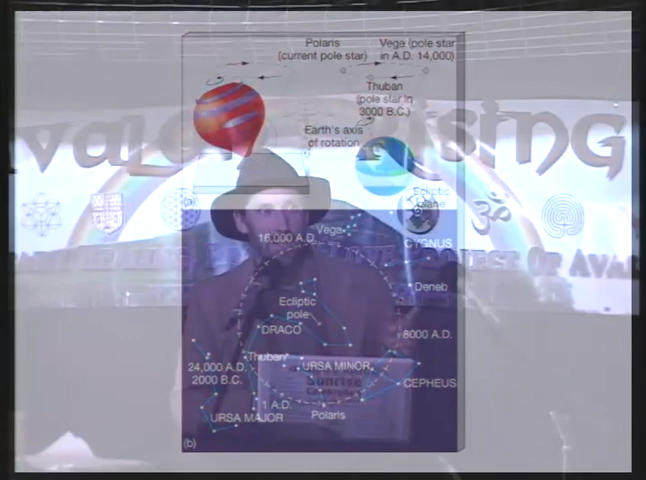 Polaris
(current pole star)
Vega (pole star
in A.D. 14,000)
Thuban
(pole star in
3000 B.C.)
Earth's axis
of rotation
Rising
Ecliptic
plane
(a)
16,000 A.D.
Vega
CYGNUS
Deneb
Ecliptic
pole
DRACO
8000 A.D.
Thuban
24,000 A.D.
2000 B.C.
URSA MINOR
CEPHEUS
Sunrise
1 A.D.
Polaris
URSA MAJOR
(b)